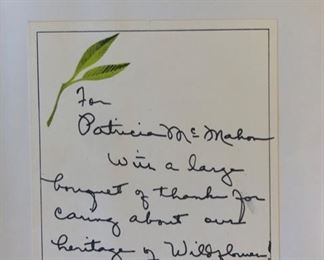 For
Patricia McMahon
With a large
bouquet of thanks for
caring about our
heritage of Wildflowers!